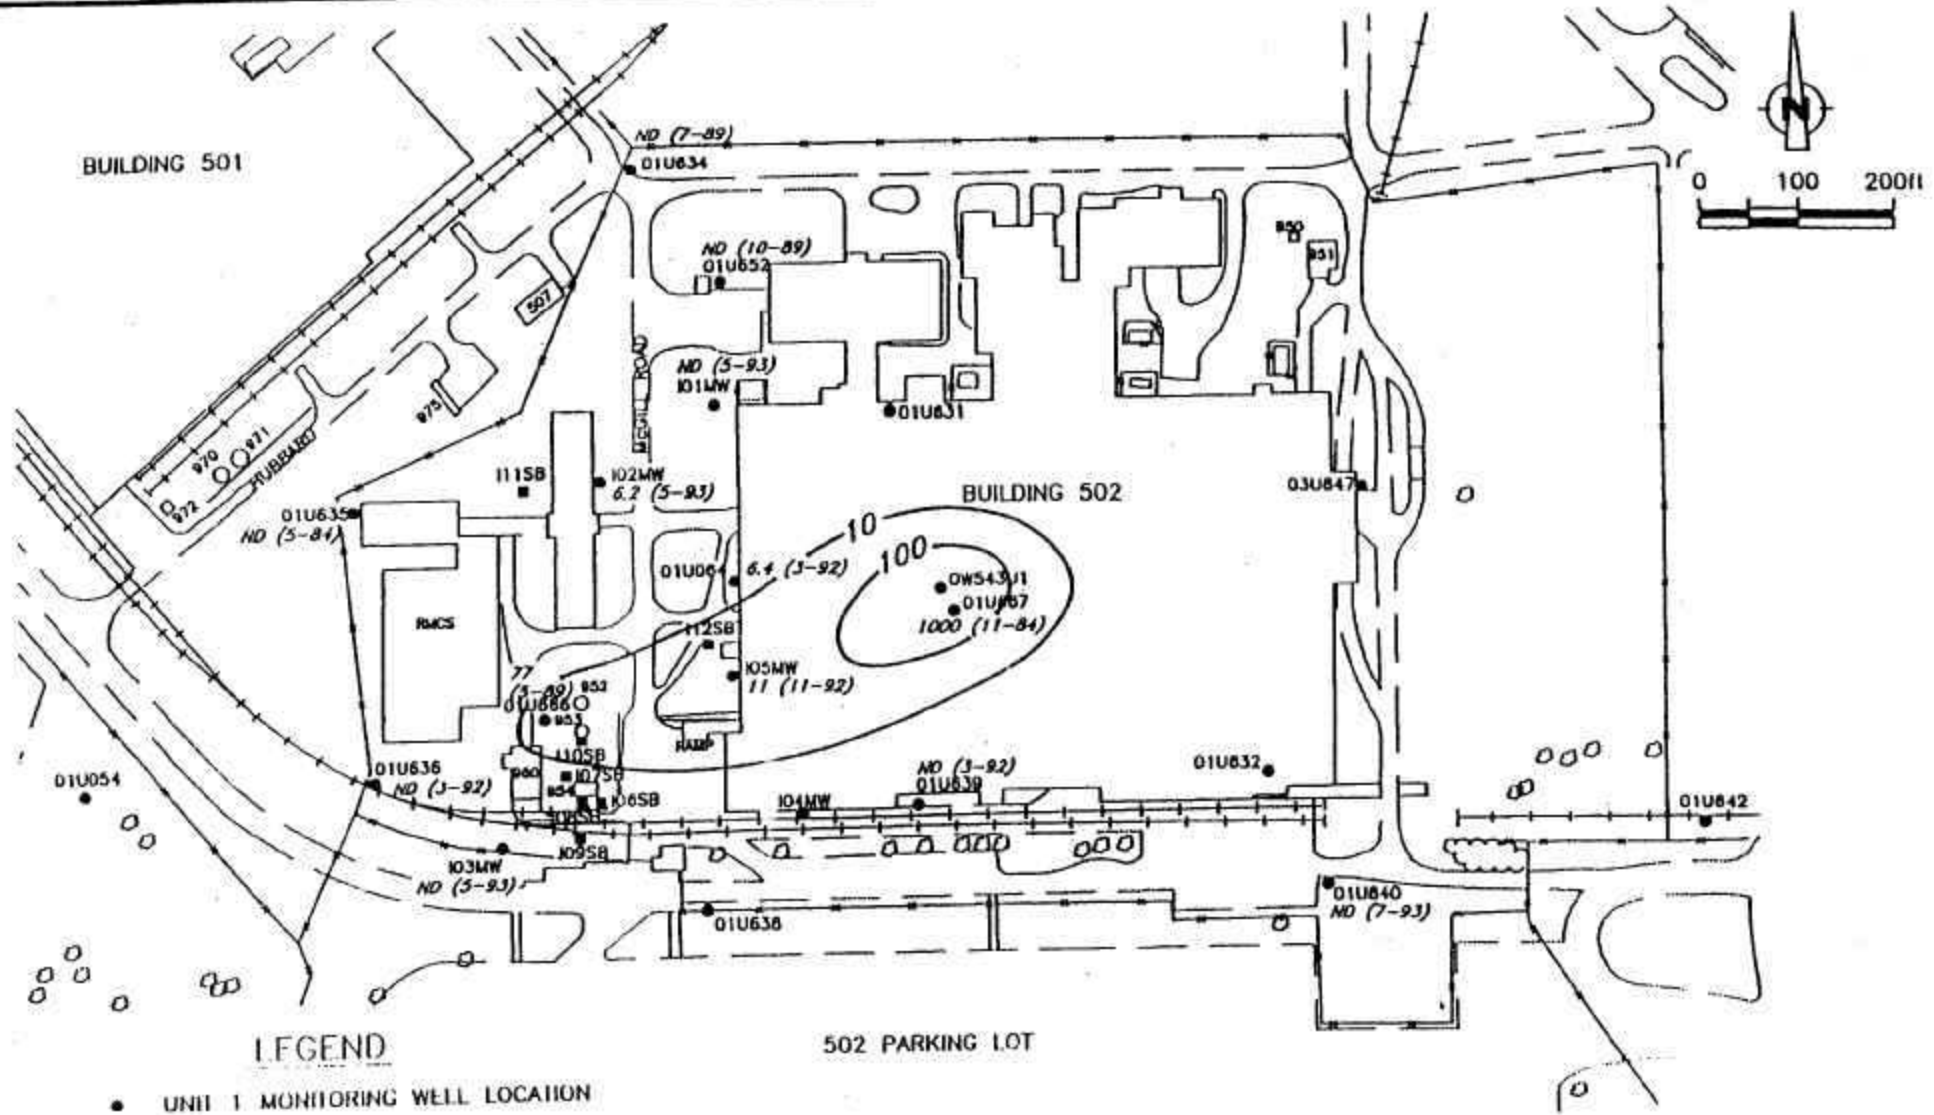 BUILDING 501
ND (7-89)
01U634
N
0 100 200ft
ND (10-89)
01U652
950
951
507
ROAD
ND (5-93)
101MW
01U631
975
971
970
972
HUBBARD
111SB
102MW
6.2 (5-93)
BUILDING 502
03U647
01U635
ND (5-84)
10
100
01U064
6.4 (3-92)
OW543U1
01U667
1000 (11-84)
RMCS
112SB
105MW
11 (11-92)
77
(5-89)
952
01U666
953
RAMP
110SB
960
107SB
954
106SB
01U636
ND (3-92)
01U054
ND (3-92)
01U639
01U632
104MW
01U642
109SB
103MW
ND (5-93)
01U638
01U640
ND (7-93)
LEGEND
502 PARKING LOT
● UNIT 1 MONITORING WELL LOCATION